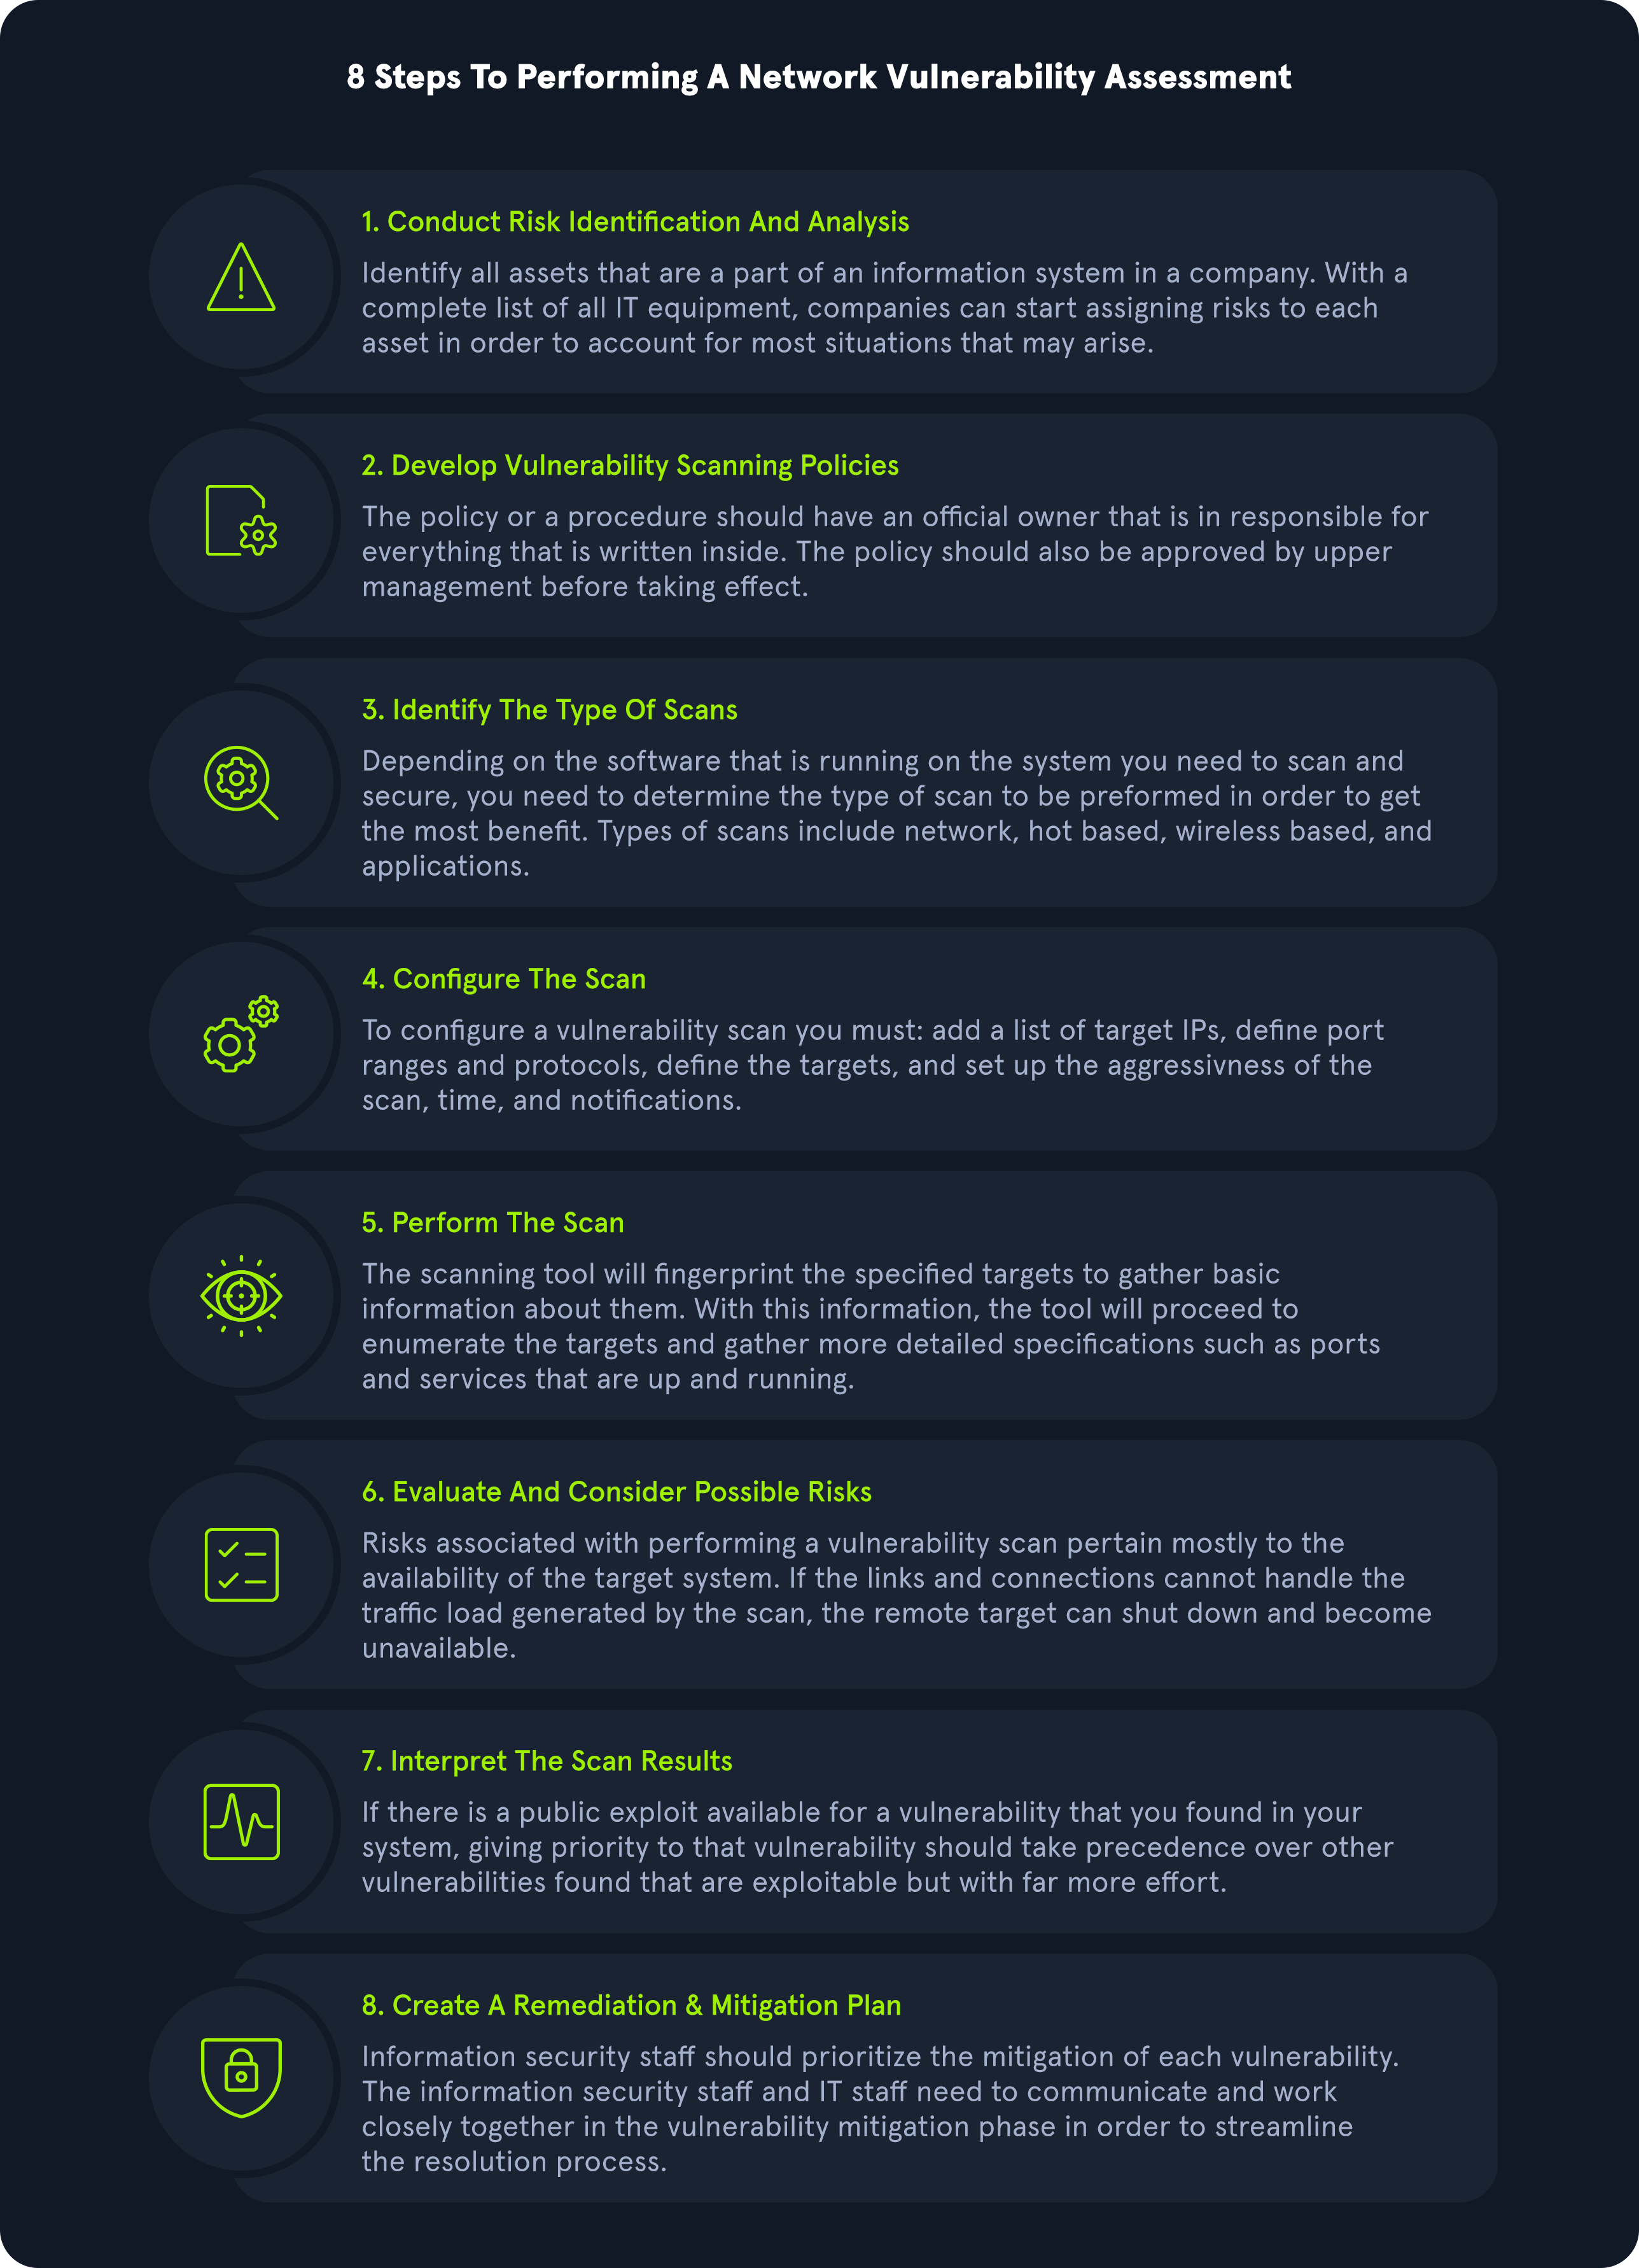 8 Steps To Performing A Network Vulnerability Assessment
1. Conduct Risk Identification And Analysis
Identify all assets that are a part of an information system in a company. With a
complete list of all IT equipment, companies can start assigning risks to each
asset in order to account for most situations that may arise.
2. Develop Vulnerability Scanning Policies
The policy or a procedure should have an official owner that is in responsible for
everything that is written inside. The policy should also be approved by upper
management before taking effect.
3. Identify The Type Of Scans
Depending on the software that is running on the system you need to scan and
secure, you need to determine the type of scan to be preformed in order to get
the most benefit. Types of scans include network, hot based, wireless based, and
applications.
4. Configure The Scan
To configure a vulnerability scan you must: add a list of target IPs, define port
ranges and protocols, define the targets, and set up the aggressivness of the
scan, time, and notifications.
5. Perform The Scan
The scanning tool will fingerprint the specified targets to gather basic
information about them. With this information, the tool will proceed to
enumerate the targets and gather more detailed specifications such as ports
and services that are up and running.
6. Evaluate And Consider Possible Risks
Risks associated with performing a vulnerability scan pertain mostly to the
availability of the target system. If the links and connections cannot handle the
traffic load generated by the scan, the remote target can shut down and become
unavailable.
7. Interpret The Scan Results
If there is a public exploit available for a vulnerability that you found in your
system, giving priority to that vulnerability should take precedence over other
vulnerabilities found that are exploitable but with far more effort.
8. Create A Remediation & Mitigation Plan
Information security staff should prioritize the mitigation of each vulnerability.
The information security staff and IT staff need to communicate and work
closely together in the vulnerability mitigation phase in order to streamline
the resolution process.